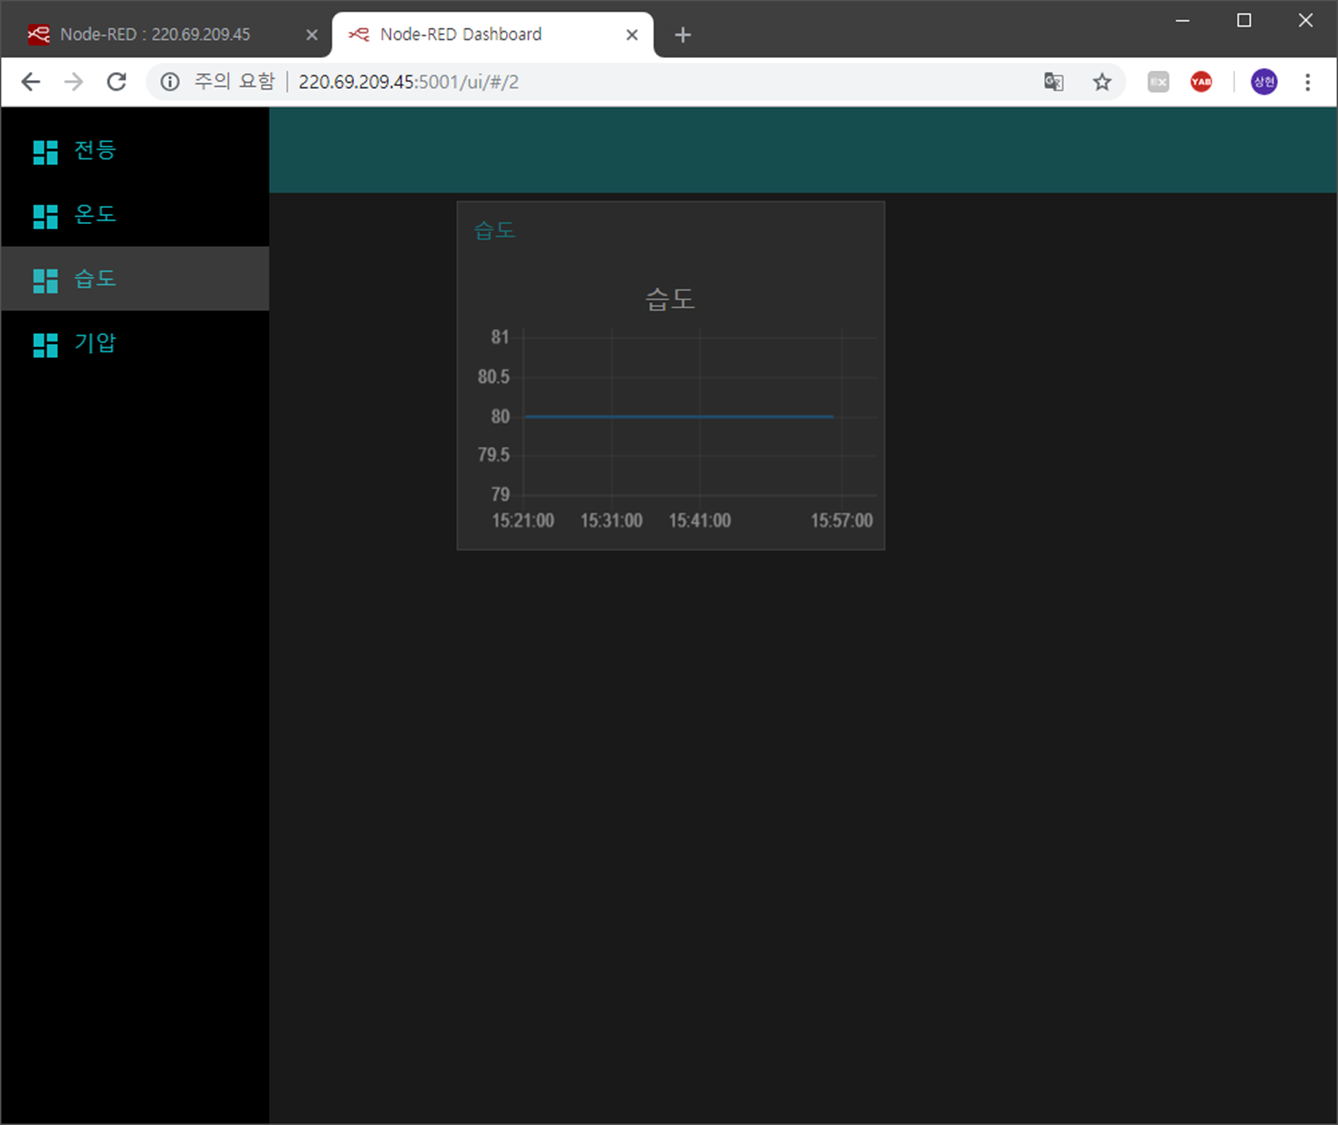 Node-RED : 220.69.209.45
Node-RED Dashboard
주의 요함
220.69.209.45:5001/ui/#/2
EX
YAB
상현
전등
온도
습도
기압
습도
습도
81
80.5
80
79.5
79
15:21:00 15:31:00 15:41:00 15:57:00